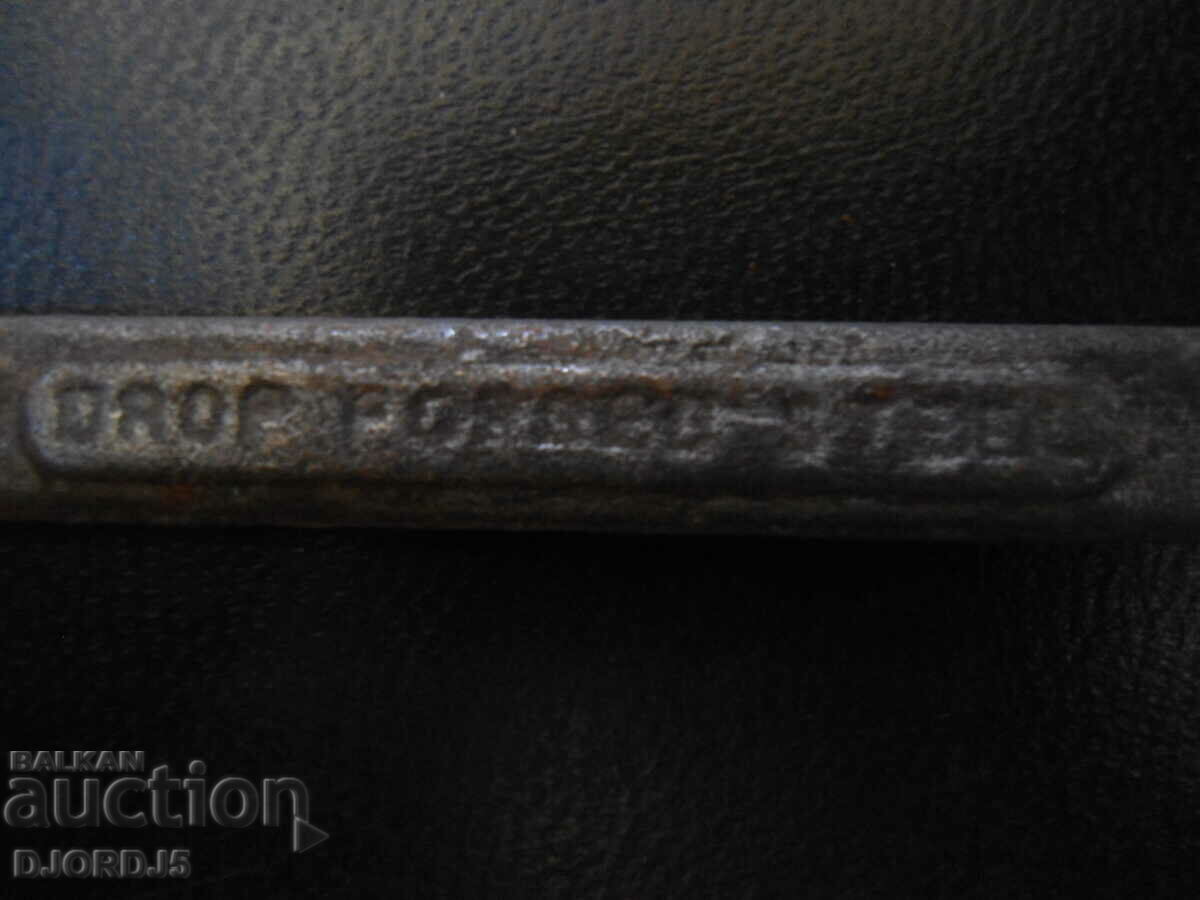 DROP FORGED STEEL
BALKAN
auction
DJORDJ5